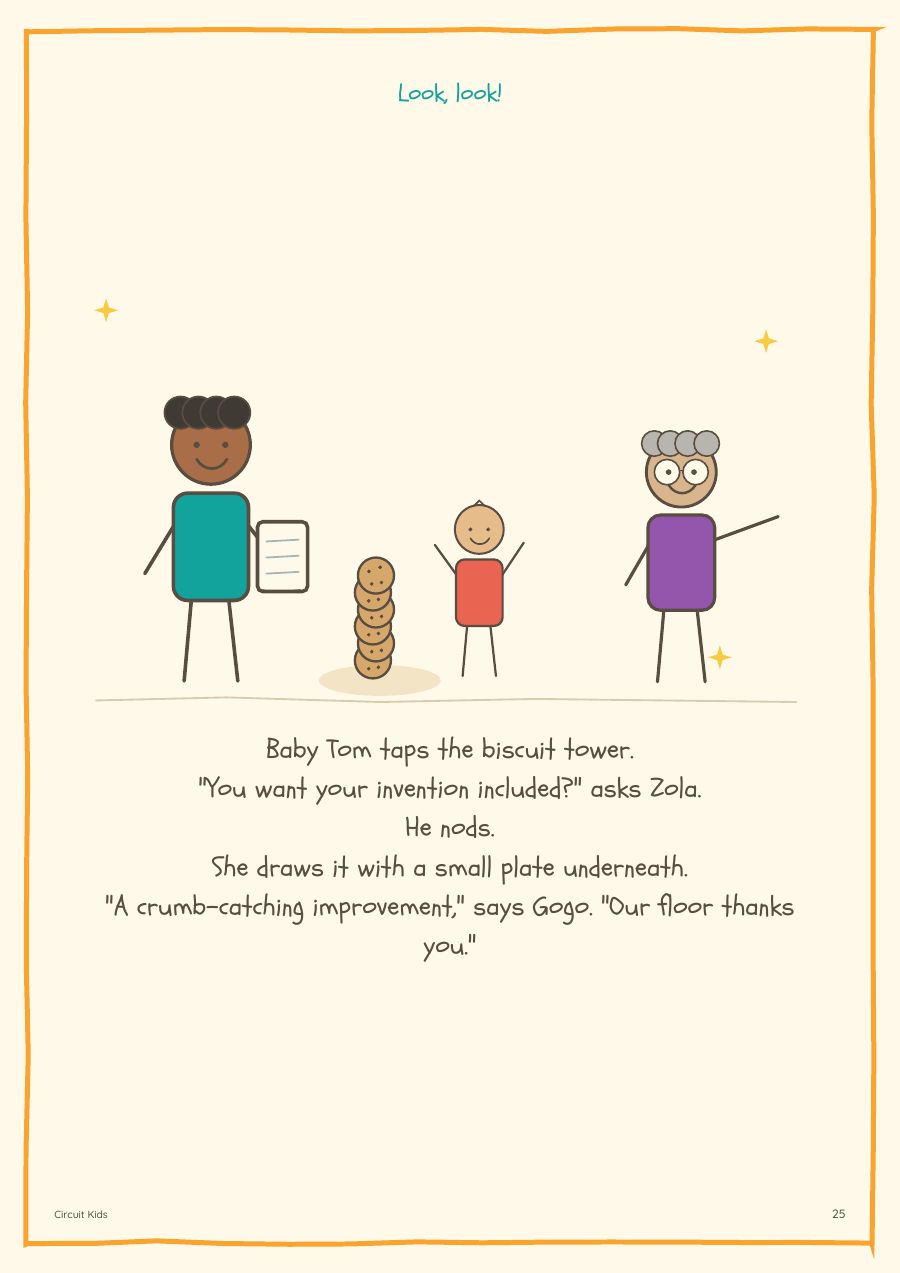 Look, look!
Baby Tom taps the biscuit tower.
"You want your invention included?" asks Zola.
He nods.
She draws it with a small plate underneath.
"A crumb-catching improvement," says Gogo. "Our floor thanks
you."
Circuit Kids
25